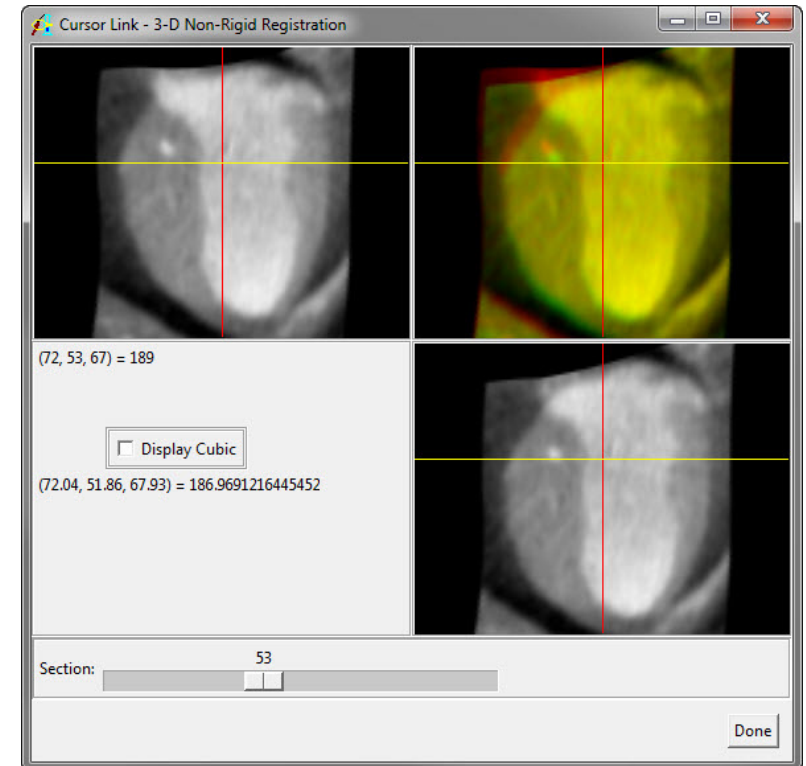 Cursor Link - 3-D Non-Rigid Registration
(72, 53, 67) = 189
Display Cubic
(72.04, 51.86, 67.93) = 186.9691216445452
53
Section:
Done